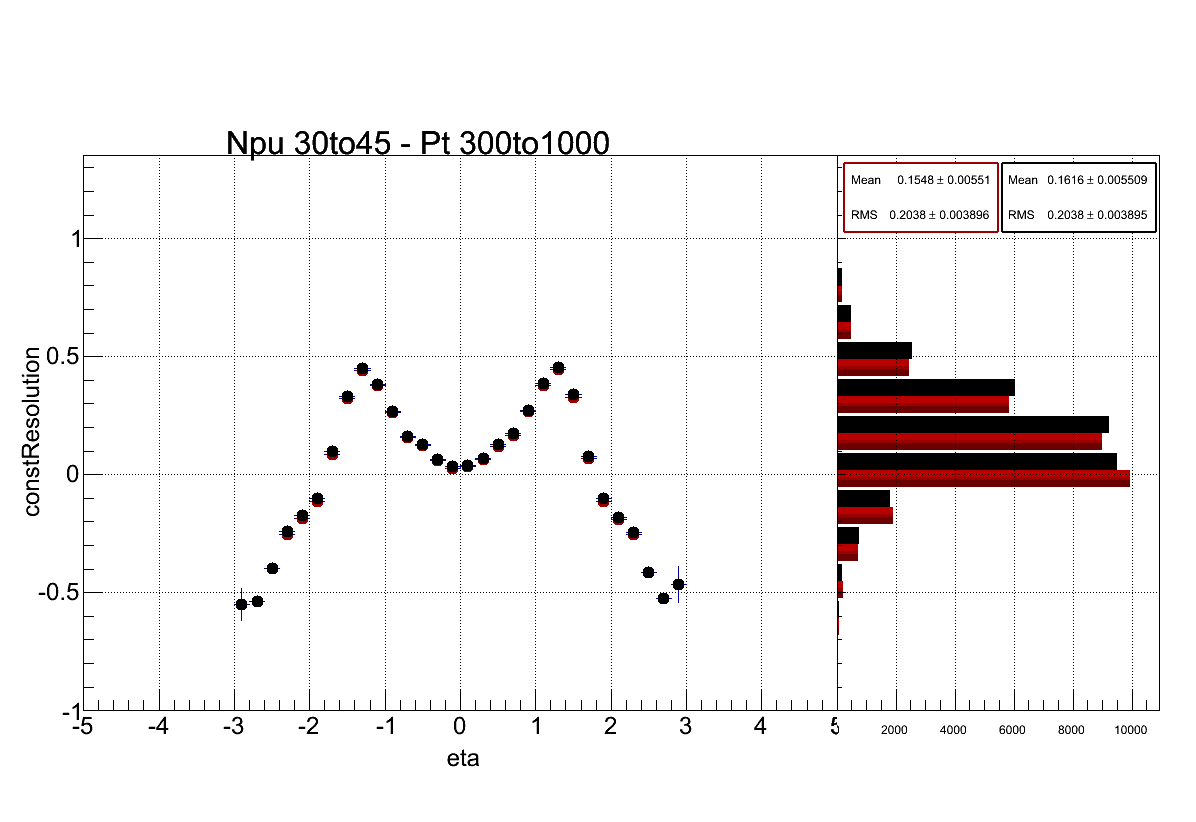 Npu 30to45 - Pt 300to1000
Mean 0.1548 ± 0.00551
RMS 0.2038 ± 0.003896
Mean 0.1616 ± 0.005509
RMS 0.2038 ± 0.003895
constResolution
1
0.5
0
-0.5
-1
-5 -4 -3 -2 -1 0 1 2 3 4 5
2000 4000 6000 8000 10000
eta